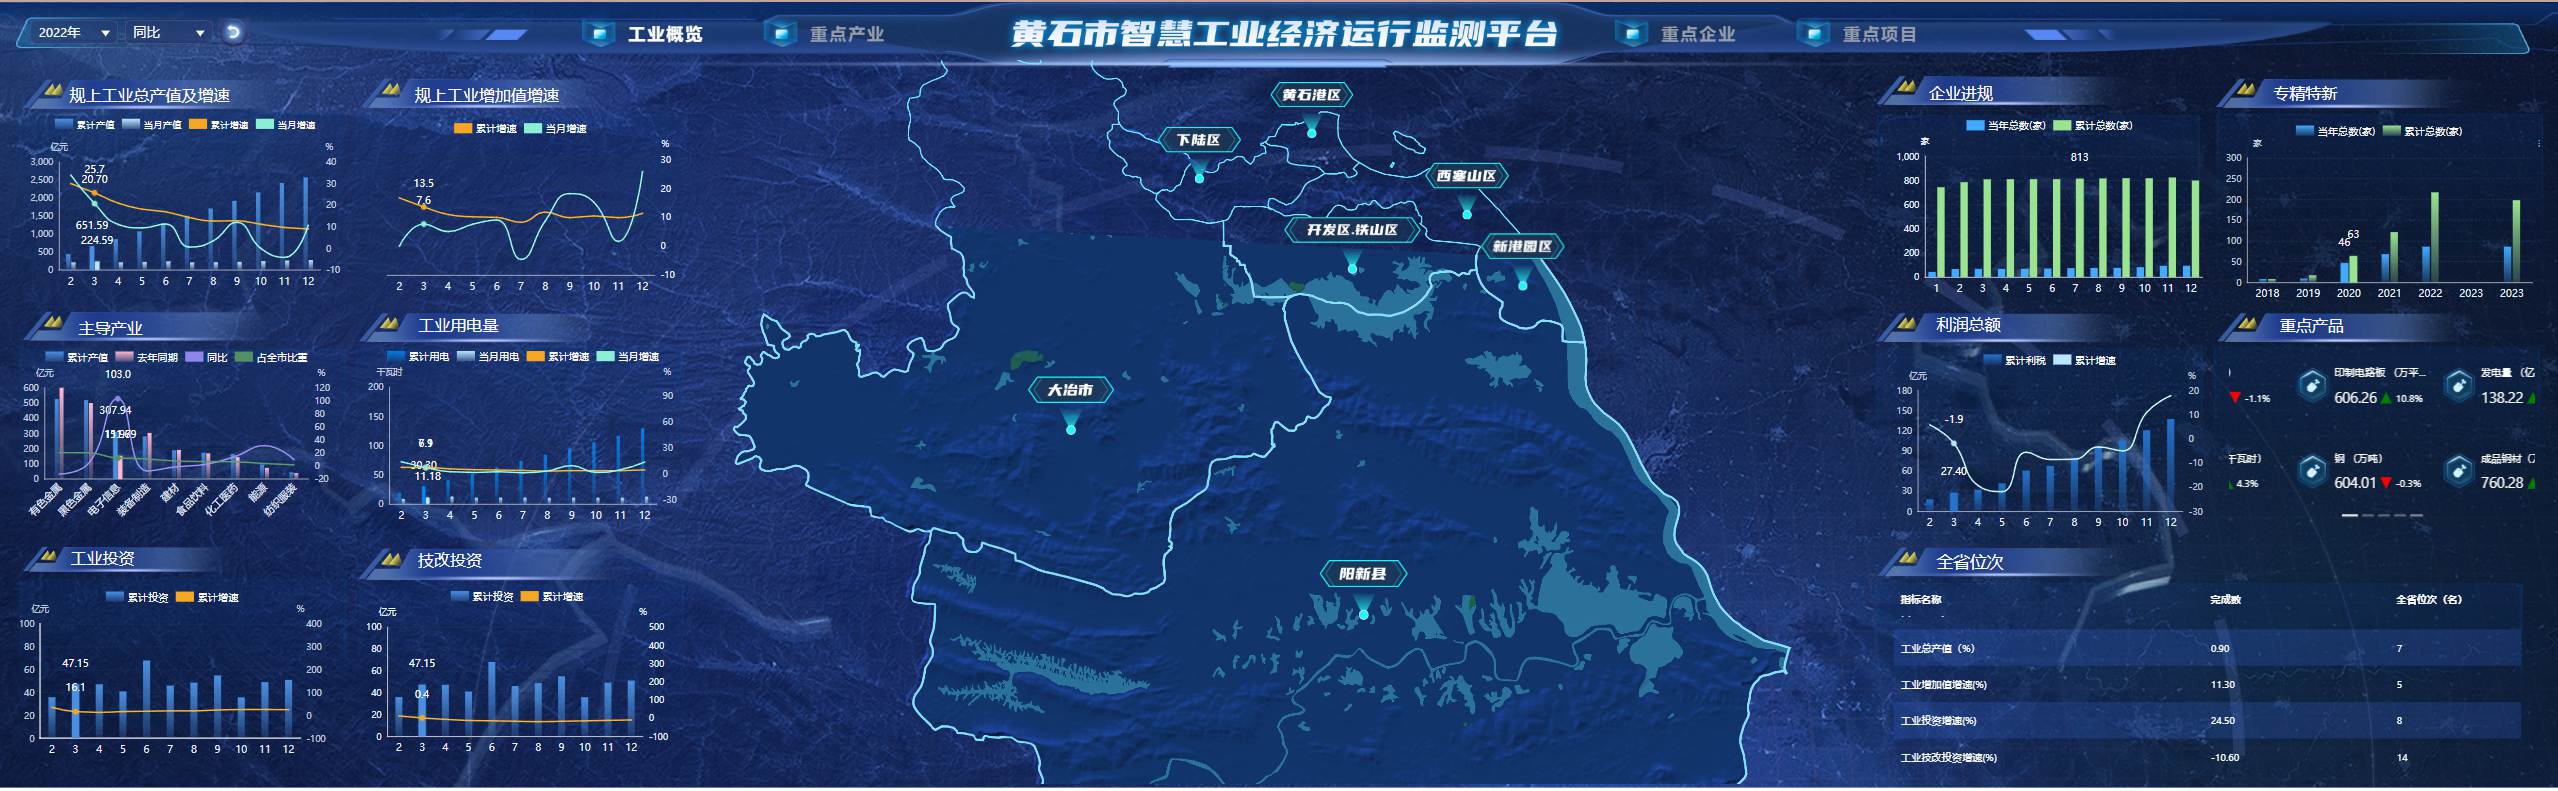 2022年
同比
工业概览
重点产业
黄石市智慧工业经济运行监测平台
重点企业
重点项目
规上工业总产值及增速
累计产值 当月产值 累计增速 当月增速
亿元 %
3,000
2,500
2,000
1,500
1,000
500
0
40
30
20
10
0
-10
25.7
20.70
651.59
224.59
2 3 4 5 6 7 8 9 10 11 12
规上工业增加值增速
累计增速 当月增速
%
30
20
10
0
-10
13.5
7.6
2 3 4 5 6 7 8 9 10 11 12
主导产业
累计产值 去年同期 同比 占全市比重
亿元 %
600
500
400
300
200
100
0
120
100
80
60
40
20
0
-20
103.0
307.94
有色金属 黑色金属 电子信息 装备制造 建材 食品饮料 化工医药 能源 纺织服装
工业用电量
累计用电 当月用电 累计增速 当月增速
千瓦时 %
200
150
100
50
0
90
60
30
0
-30
30.30
11.18
2 3 4 5 6 7 8 9 10 11 12
工业投资
累计投资 累计增速
亿元 %
100
80
60
40
20
0
400
300
200
100
0
-100
47.15
16.1
2 3 4 5 6 7 8 9 10 11 12
技改投资
累计投资 累计增速
亿元 %
100
80
60
40
20
0
500
400
300
200
100
0
-100
47.15
0.4
2 3 4 5 6 7 8 9 10 11 12
黄石港区
下陆区
西塞山区
开发区.铁山区
新港园区
大冶市
阳新县
企业进规
当年总数(家) 累计总数(家)
家
1,000
800
600
400
200
0
813
1 2 3 4 5 6 7 8 9 10 11 12
专精特新
当年总数(家) 累计总数(家)
家
300
250
200
150
100
50
0
63
46
2018 2019 2020 2021 2022 2023 2023
利润总额
累计利税 累计增速
亿元 %
180
150
120
90
60
30
0
20
10
0
-10
-20
-30
-1.9
27.40
2 3 4 5 6 7 8 9 10 11 12
重点产品
)
-1.1%
印制电路板（万平...
606.26 10.8%
发电量（亿
138.22
千瓦时）
4.3%
钢（万吨）
604.01 -0.3%
成品钢材（
760.28
全省位次
指标名称 完成数 全省位次（名）
工业总产值（%） 0.90 7
工业增加值增速(%) 11.30 5
工业投资增速(%) 24.50 8
工业技改投资增速(%) -10.60 14